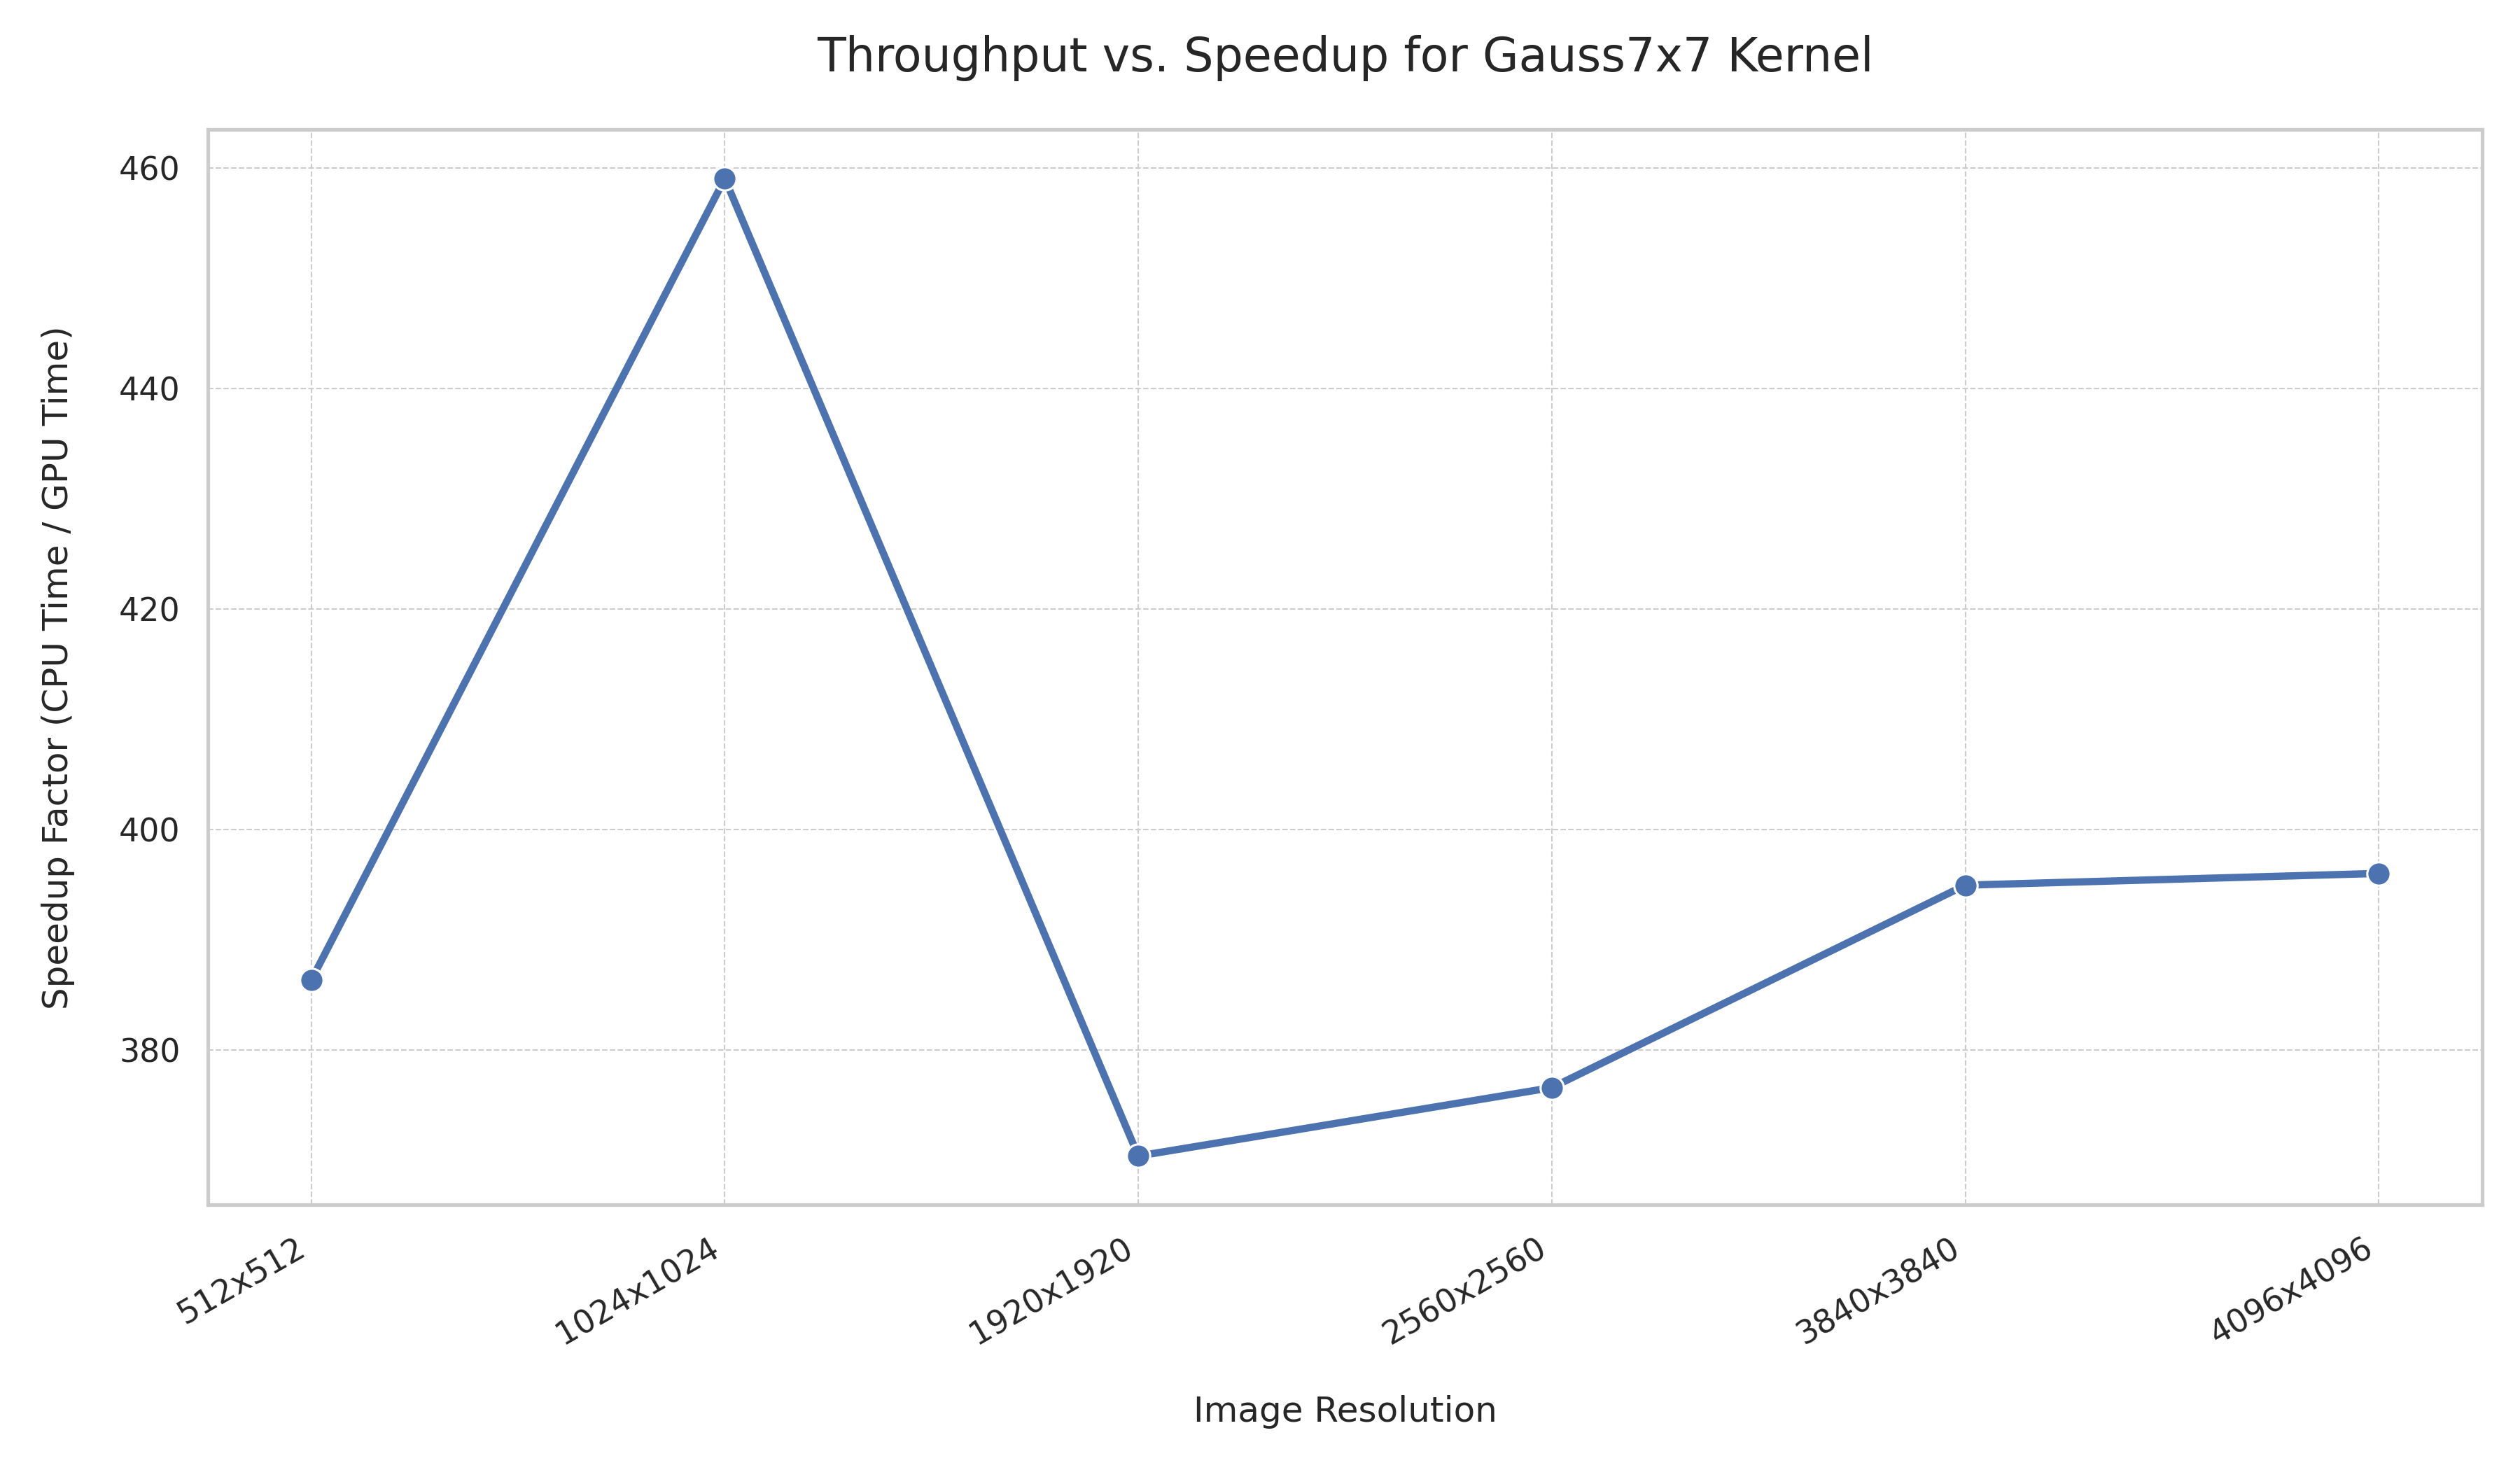 Throughput vs. Speedup for Gauss7x7 Kernel
Speedup Factor (CPU Time / GPU Time)
460
440
420
400
380
512x512
1024x1024
1920x1920
2560x2560
3840x3840
4096x4096
Image Resolution